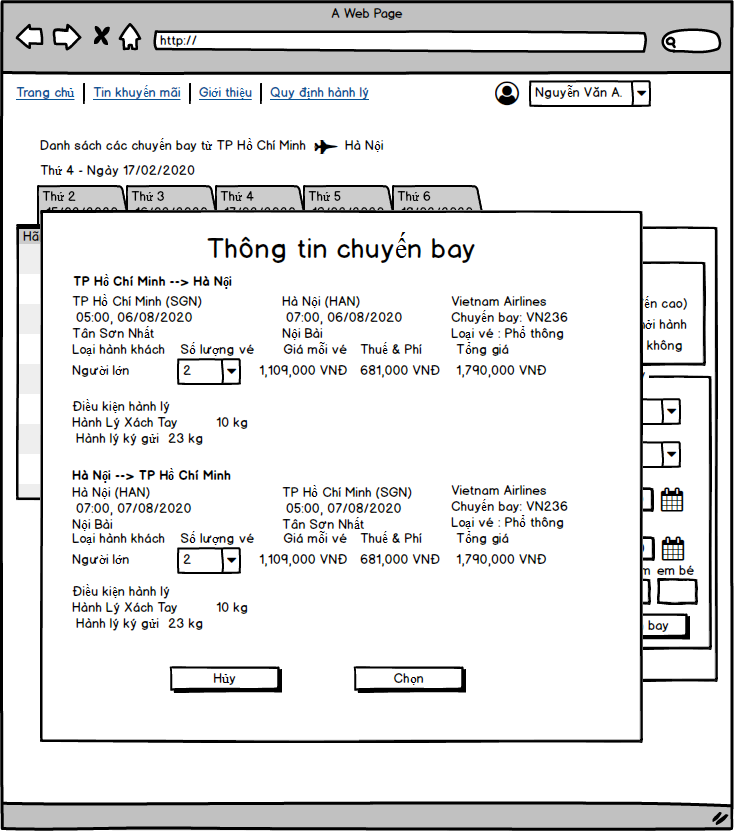 A Web Page
http://
Trang chủ Tin khuyến mãi Giới thiệu Quy định hành lý Nguyễn Văn A.
Danh sách các chuyến bay từ TP Hồ Chí Minh Hà Nội
Thứ 4 - Ngày 17/02/2020
Thứ 2 Thứ 3 Thứ 4 Thứ 5 Thứ 6
Thông tin chuyến bay
TP Hồ Chí Minh --> Hà Nội
TP Hồ Chí Minh (SGN) Hà Nội (HAN) Vietnam Airlines
05:00, 06/08/2020 07:00, 06/08/2020 Chuyến bay: VN236
Tân Sơn Nhất Nội Bài Loại vé : Phổ thông
Loại hành khách Số lượng vé Giá mỗi vé Thuế & Phí Tổng giá
Người lớn 2 1,109,000 VNĐ 681,000 VNĐ 1,790,000 VNĐ
Điều kiện hành lý
Hành Lý Xách Tay 10 kg
Hành lý ký gửi 23 kg
Hà Nội --> TP Hồ Chí Minh
Hà Nội (HAN) TP Hồ Chí Minh (SGN) Vietnam Airlines
07:00, 07/08/2020 05:00, 07/08/2020 Chuyến bay: VN236
Nội Bài Tân Sơn Nhất Loại vé : Phổ thông
Loại hành khách Số lượng vé Giá mỗi vé Thuế & Phí Tổng giá
Người lớn 2 1,109,000 VNĐ 681,000 VNĐ 1,790,000 VNĐ
Điều kiện hành lý
Hành Lý Xách Tay 10 kg
Hành lý ký gửi 23 kg
Hủy Chọn
cao)
hành
không
em bé
bay